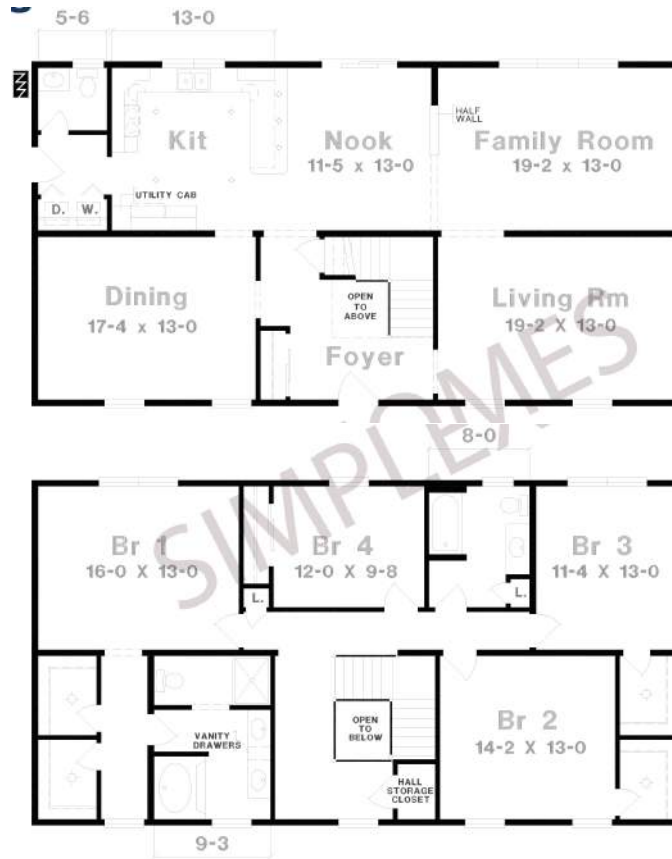 5-6
13-0
Kit
Nook
11-5 x 13-0
HALF
WALL
Family Room
19-2 x 13-0
UTILITY CAB
D.
W.
Dining
17-4 x 13-0
OPEN
TO
ABOVE
Foyer
Living Rm
19-2 X 13-0
SIMPLEX
MES
8-0
Br 1
16-0 X 13-0
Br 4
12-0 X 9-8
Br 3
11-4 X 13-0
L.
L.
VANITY
DRAWERS
OPEN
TO
BELOW
Br 2
14-2 X 13-0
HALL
STORAGE
CLOSET
9-3